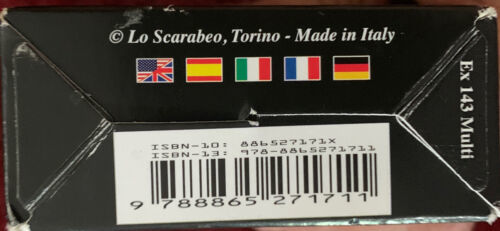 © Lo Scarabeo, Torino - Made in Italy
Ex 143 Multi
ISBN-10: 886527171X
ISBN-13: 978-8865271711
9 788865 271711